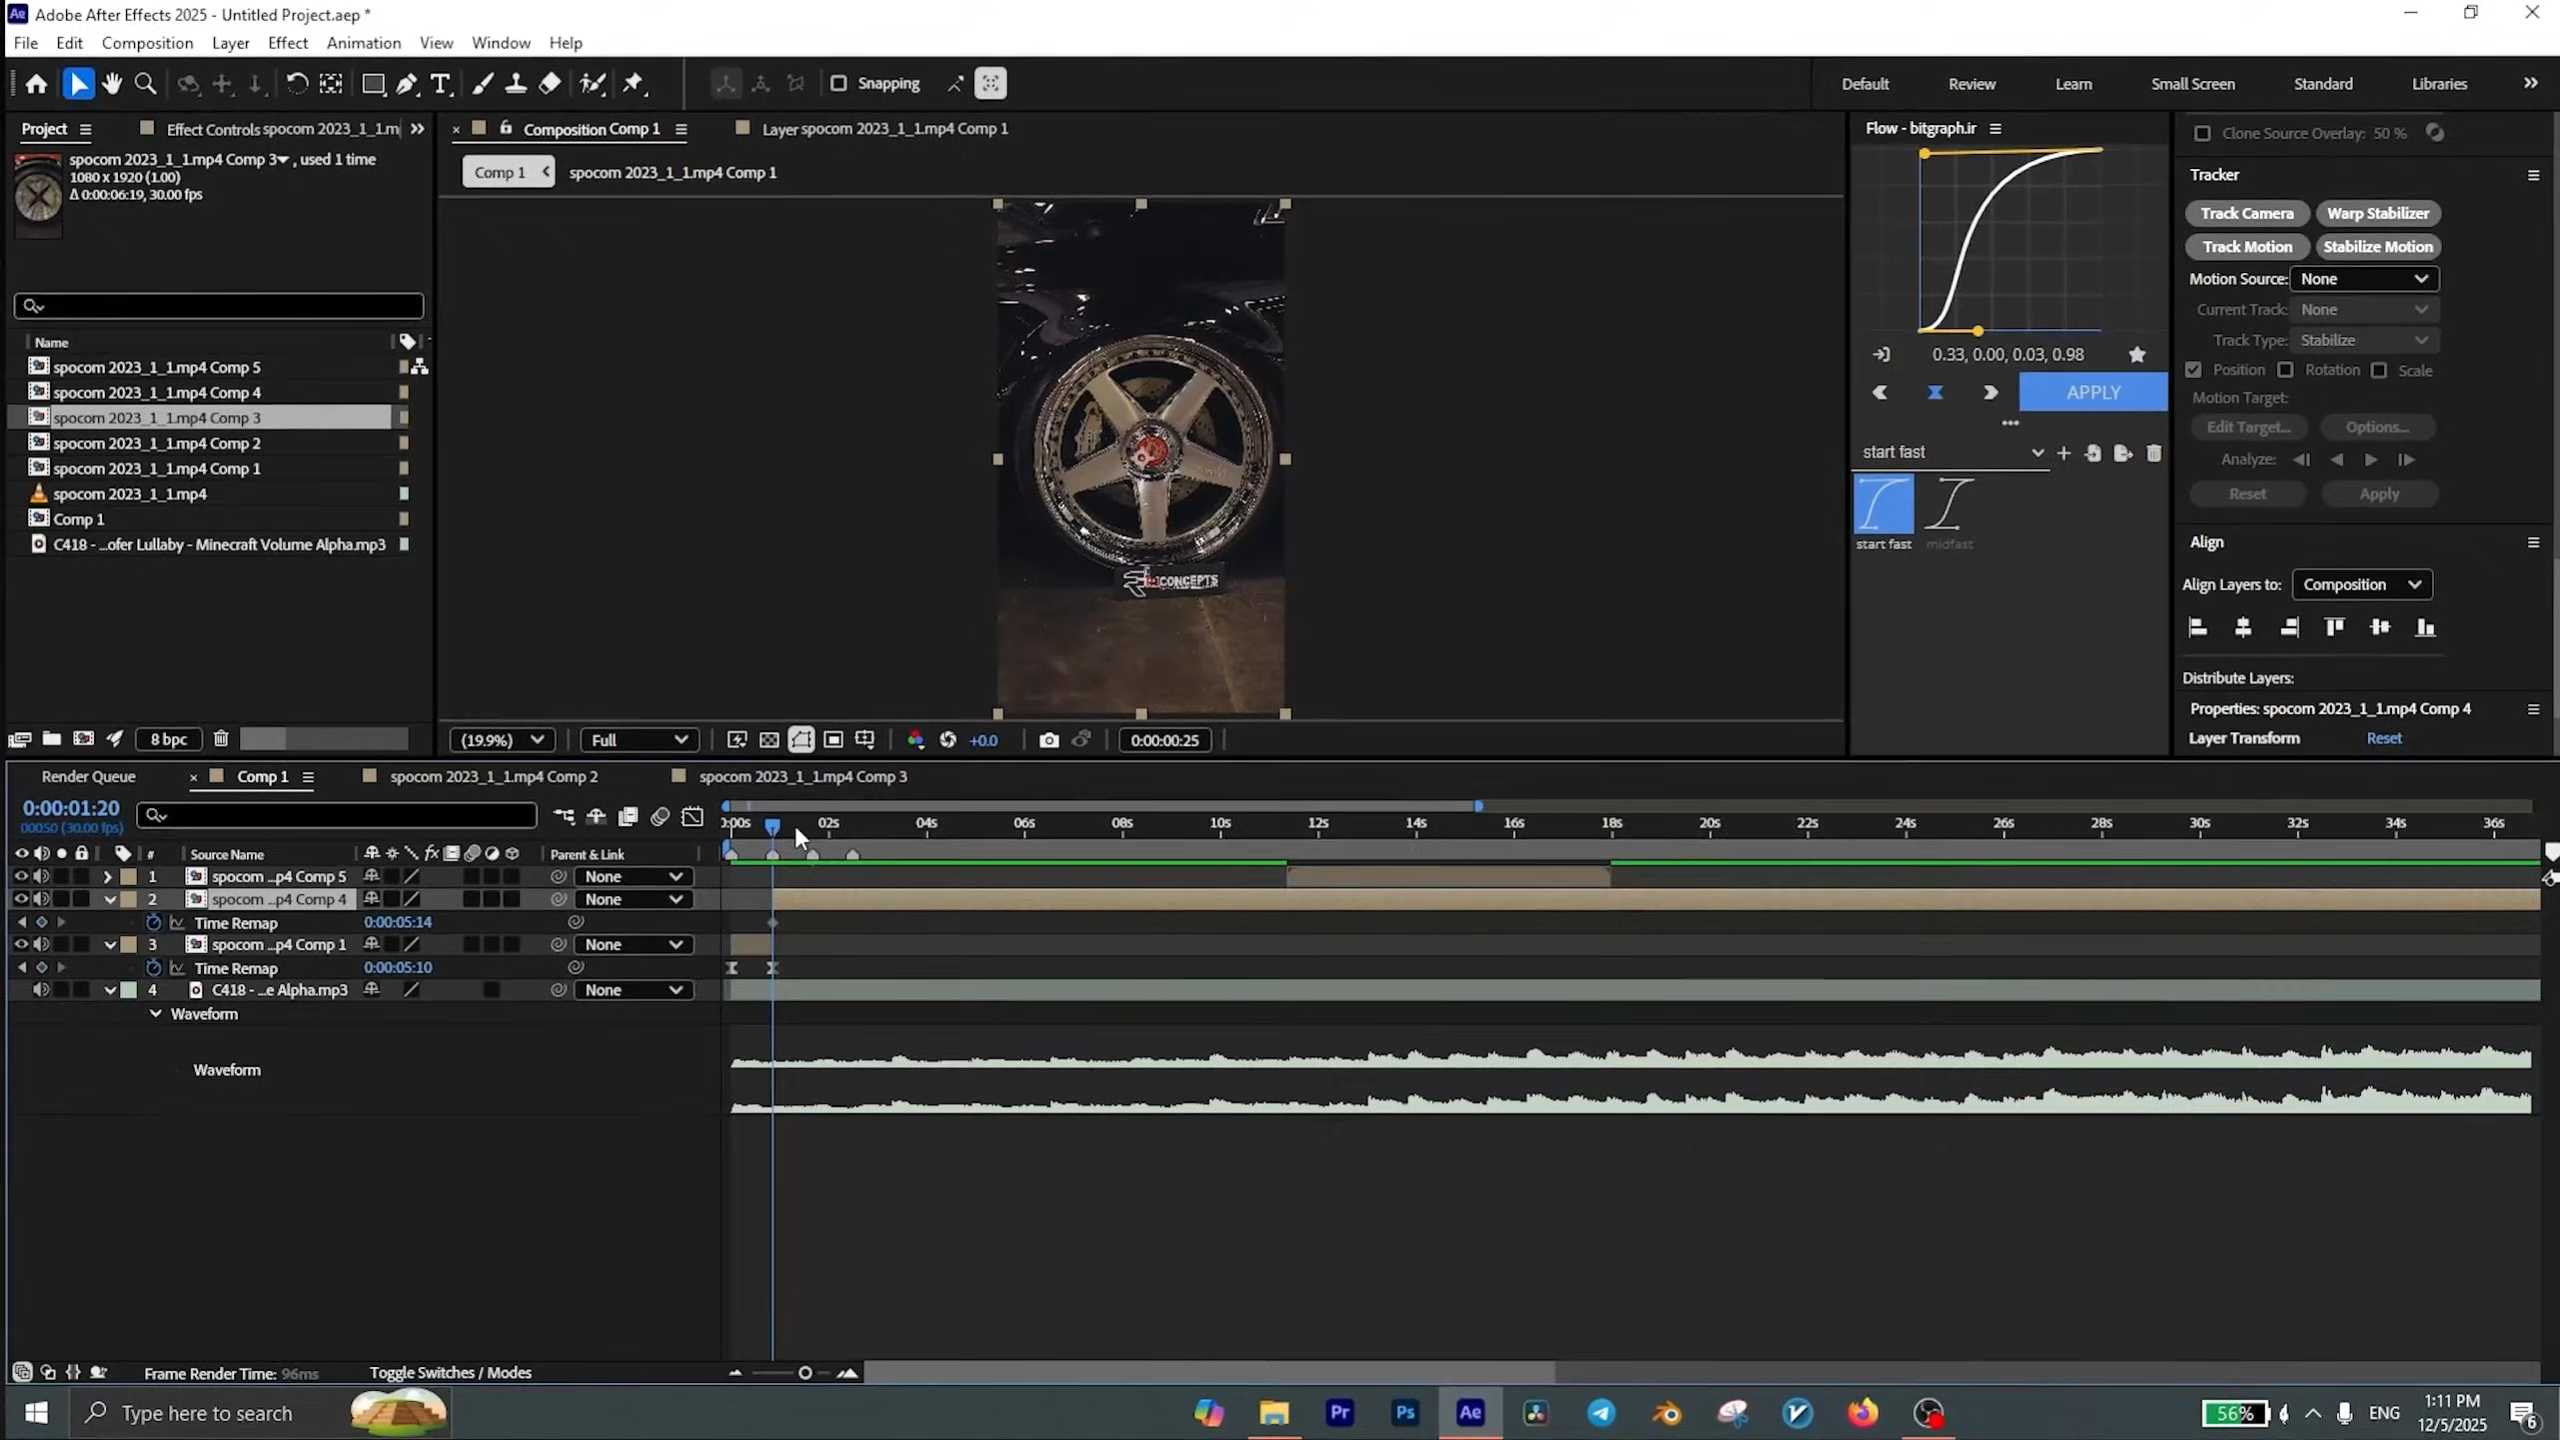 Adobe After Effects 2025 - Untitled Project.aep *
File Edit Composition Layer Effect Animation View Window Help
Snapping
Default Review Learn Small Screen Standard Libraries
Project
Effect Controls spocom 2023_1_1.m
Composition Comp 1
Layer spocom 2023_1_1.mp4 Comp 1
Flow - bitgraph.ir
Clone Source Overlay: 50 %
spocom 2023_1_1.mp4 Comp 3 , used 1 time
1080 x 1920 (1.00)
Δ 0:00:06:19, 30.00 fps
Comp 1
spocom 2023_1_1.mp4 Comp 1
Tracker
Track Camera Warp Stabilizer
Track Motion Stabilize Motion
Motion Source: None
Current Track: None
Track Type: Stabilize
Position Rotation Scale
Motion Target:
Edit Target... Options...
Analyze:
Reset Apply
0.33, 0.00, 0.03, 0.98
APPLY
start fast
start fast midfast
Name
spocom 2023_1_1.mp4 Comp 5
spocom 2023_1_1.mp4 Comp 4
spocom 2023_1_1.mp4 Comp 3
spocom 2023_1_1.mp4 Comp 2
spocom 2023_1_1.mp4 Comp 1
spocom 2023_1_1.mp4
Comp 1
C418 - ...ofer Lullaby - Minecraft Volume Alpha.mp3
CONCEPTS
Align
Align Layers to: Composition
Distribute Layers:
Properties: spocom 2023_1_1.mp4 Comp 4
Layer Transform Reset
8 bpc
(19.9%) Full +0.0 0:00:00:25
Render Queue Comp 1 spocom 2023_1_1.mp4 Comp 2 spocom 2023_1_1.mp4 Comp 3
0:00:01:20
00050 (30.00 fps)
0:00s 02s 04s 06s 08s 10s 12s 14s 16s 18s 20s 22s 24s 26s 28s 30s 32s 34s 36s
# Source Name fx Parent & Link
1 spocom ...p4 Comp 5 None
2 spocom ...p4 Comp 4 None
Time Remap 0:00:05:14
3 spocom ...p4 Comp 1 None
Time Remap 0:00:05:10
4 C418 - ...e Alpha.mp3 None
Waveform
Waveform
Frame Render Time: 96ms Toggle Switches / Modes
Type here to search
Pr Ps Ae
56% ENG
1:11 PM
12/5/2025
6